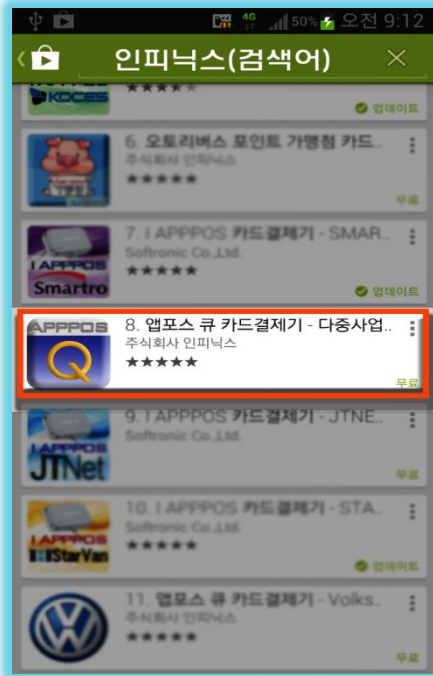 4G 50% 오전 9:12
인피닉스(검색어)
KOCES
업데이트
6. 오토리버스 포인트 가맹점 카드..
주식회사 인피닉스
무료
7. I APPPOS 카드결제기 - SMAR..
Softronic Co.,Ltd.
I APPPOS
Smartro
업데이트
APPPOS
Q
8. 앱포스 큐 카드결제기 - 다중사업..
주식회사 인피닉스
무료
9. I APPPOS 카드결제기 - JTNE..
Softronic Co.,Ltd.
I APPPOS
JTNet
무료
10. I APPPOS 카드결제기 - STA..
Softronic Co.,Ltd.
I APPPOS
StarVan
업데이트
11. 앱포스 큐 카드결제기 - Volks..
주식회사 인피닉스
무료